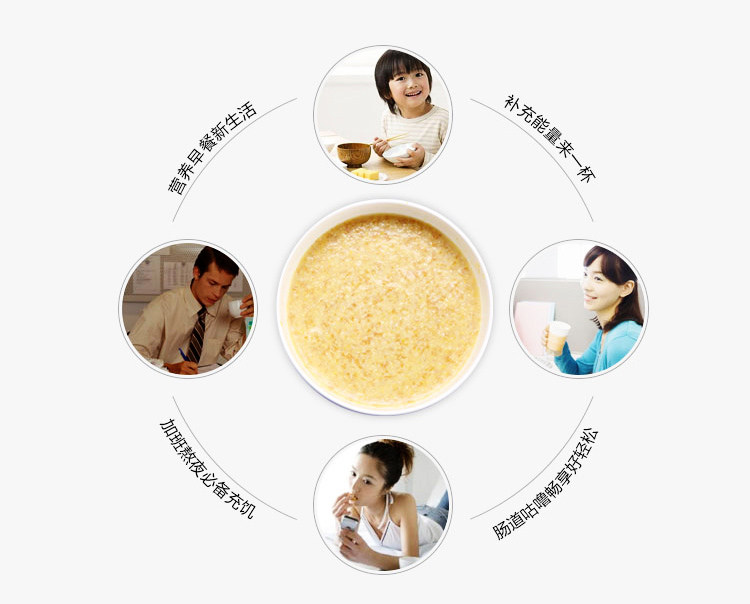 营养早餐新生活
补充能量来一杯
加班熬夜必备充饥
肠道咕噜畅享好轻松